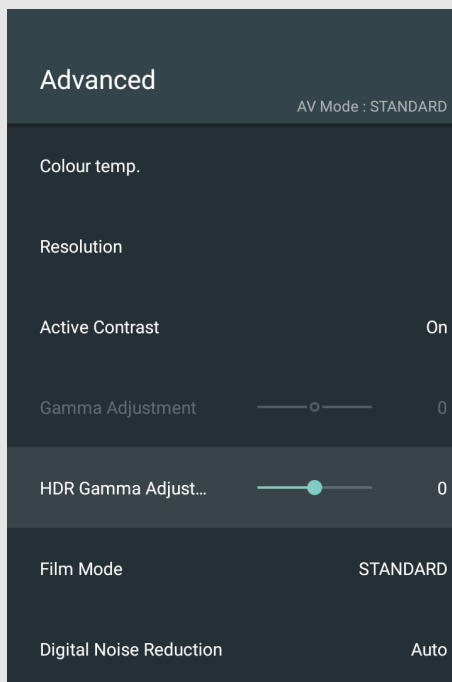 Advanced
AV Mode : STANDARD
Colour temp.
Resolution
Active Contrast On
Gamma Adjustment 0
HDR Gamma Adjust... 0
Film Mode STANDARD
Digital Noise Reduction Auto